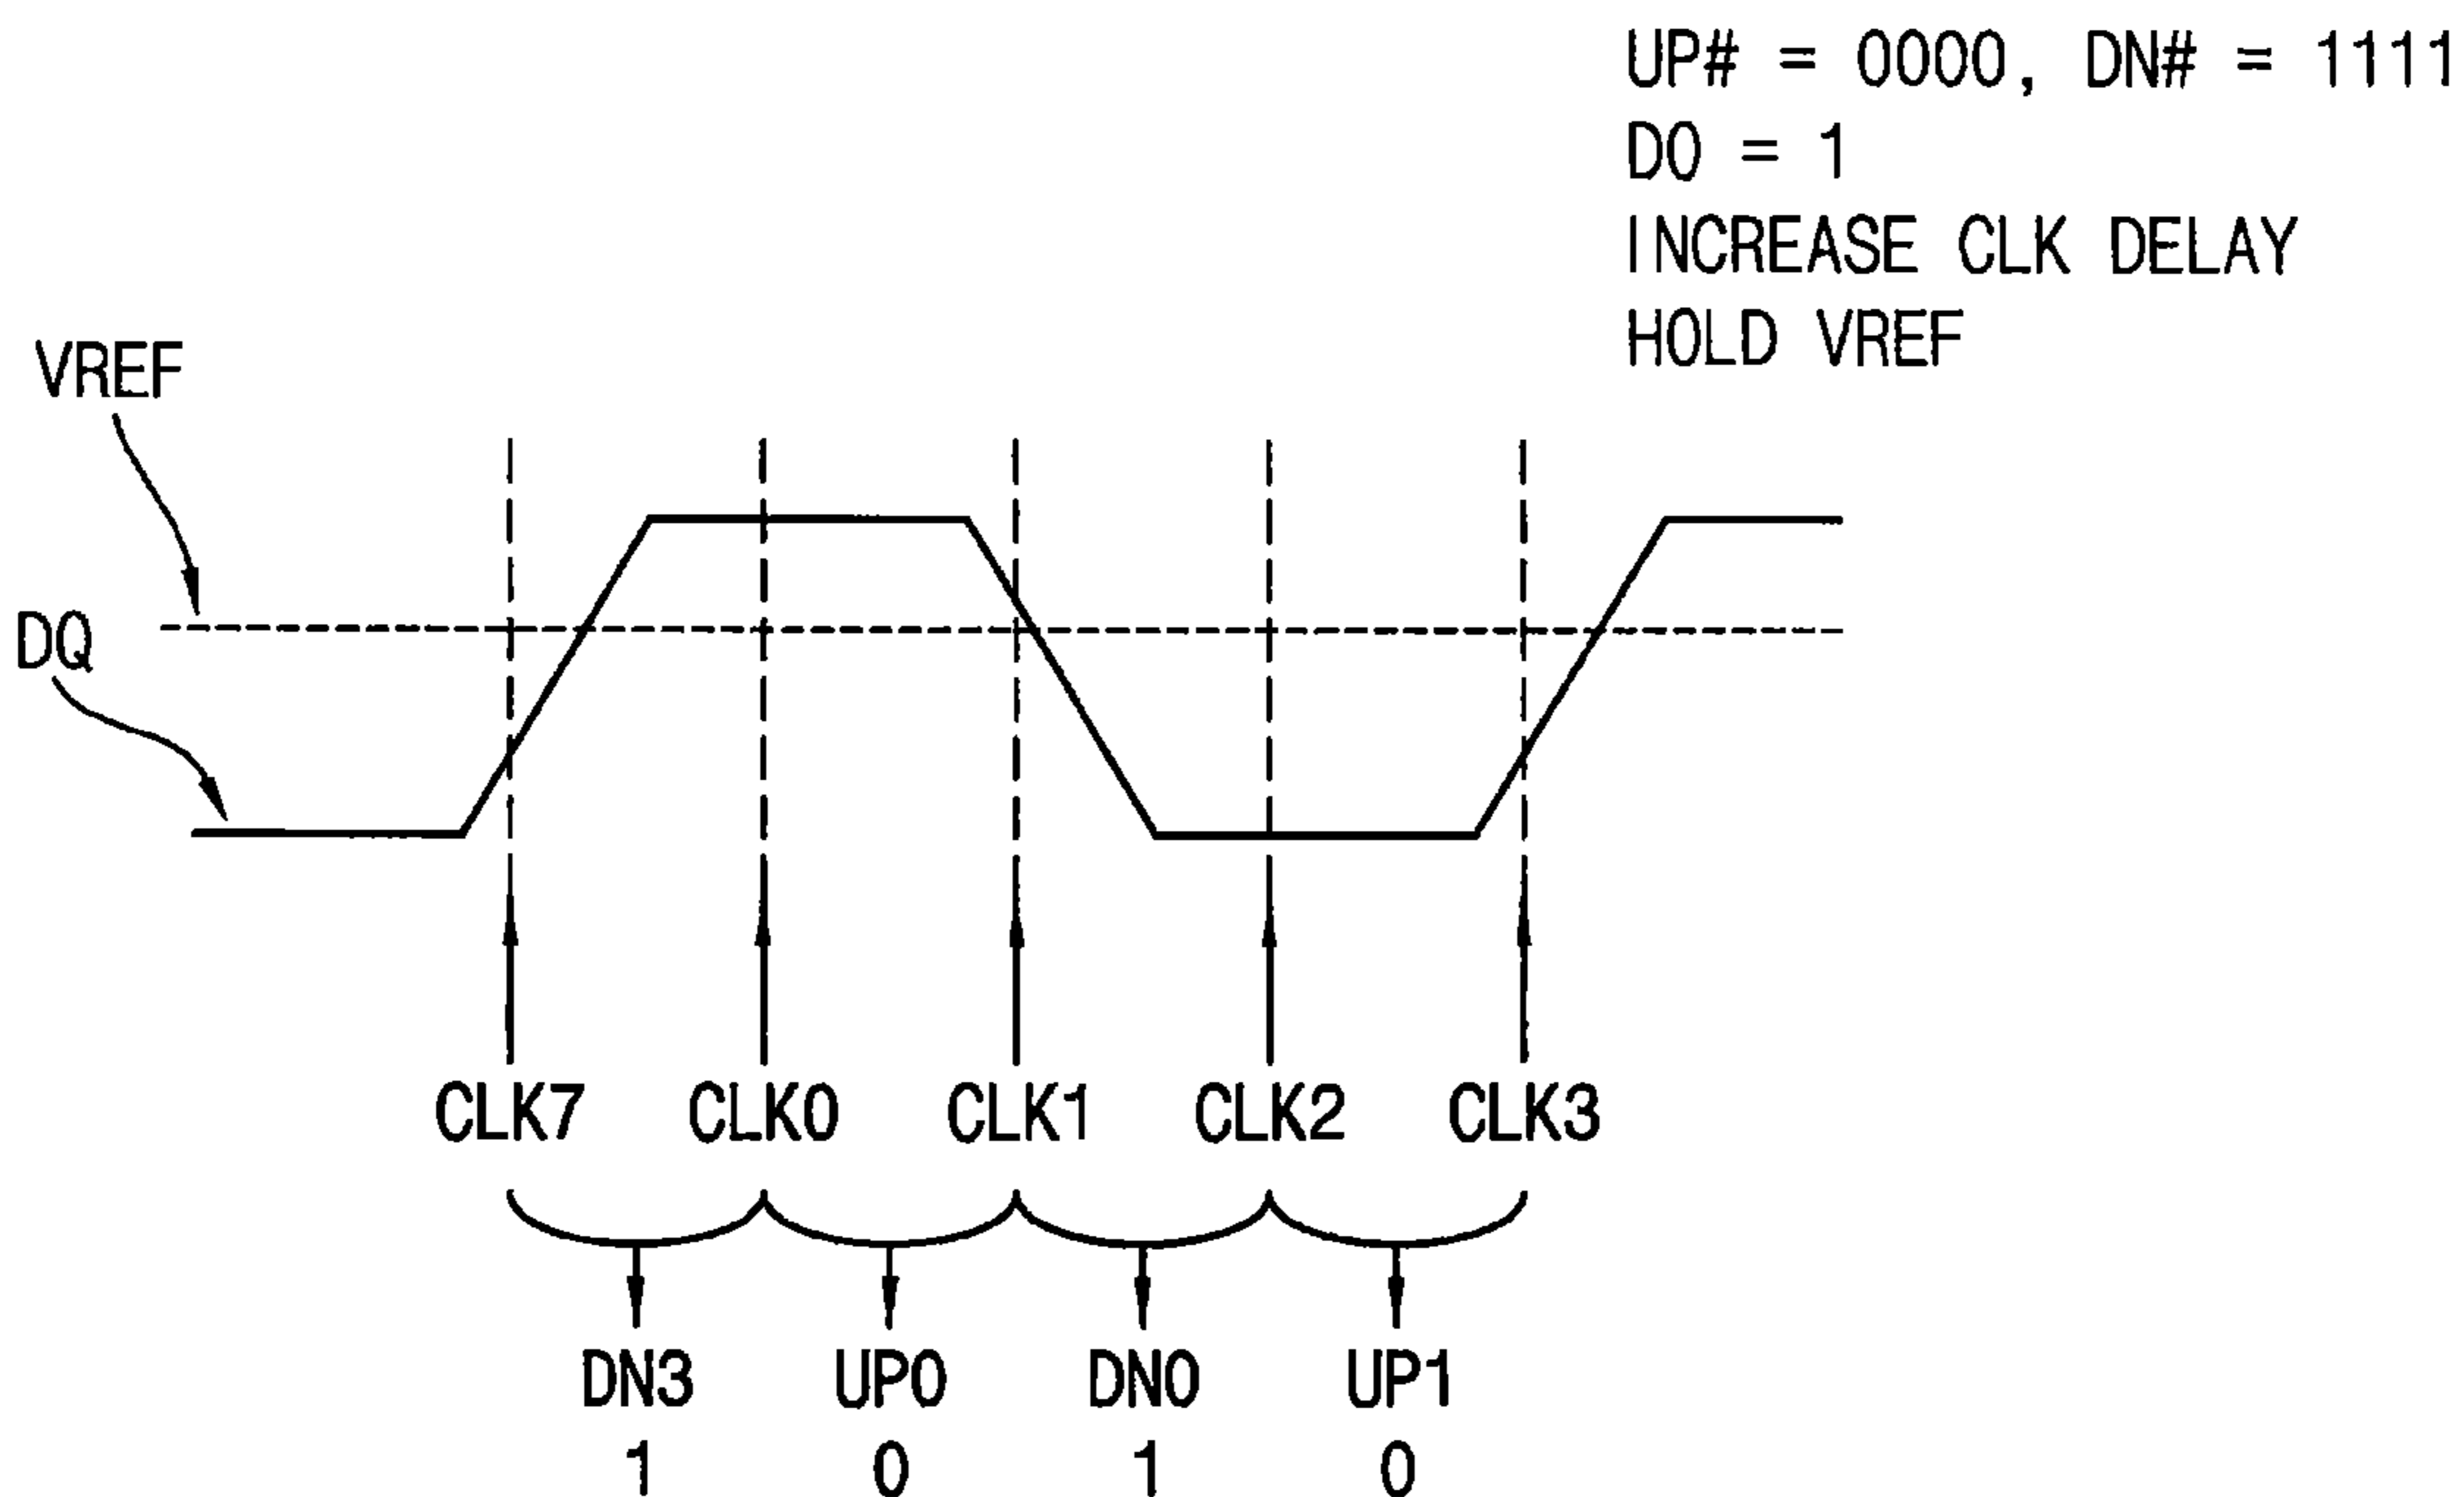 UP# = 0000, DN# = 1111
D0 = 1
INCREASE CLK DELAY
HOLD VREF
VREF
DQ
CLK7 CLK0 CLK1 CLK2 CLK3
DN3 UP0 DN0 UP1
1 0 1 0